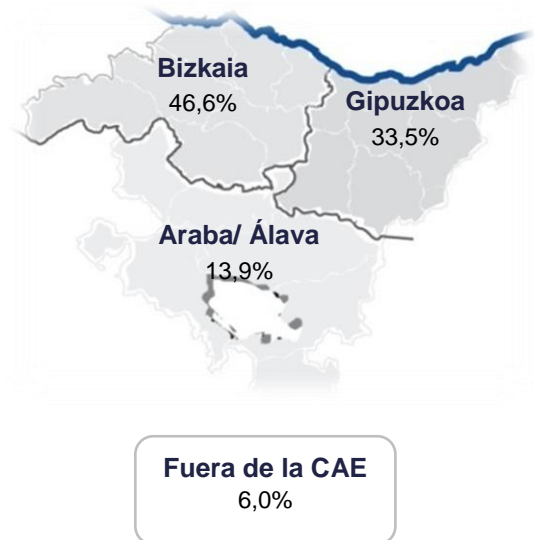 Bizkaia
46,6%
Gipuzkoa
33,5%
Araba/ Álava
13,9%
Fuera de la CAE
6,0%